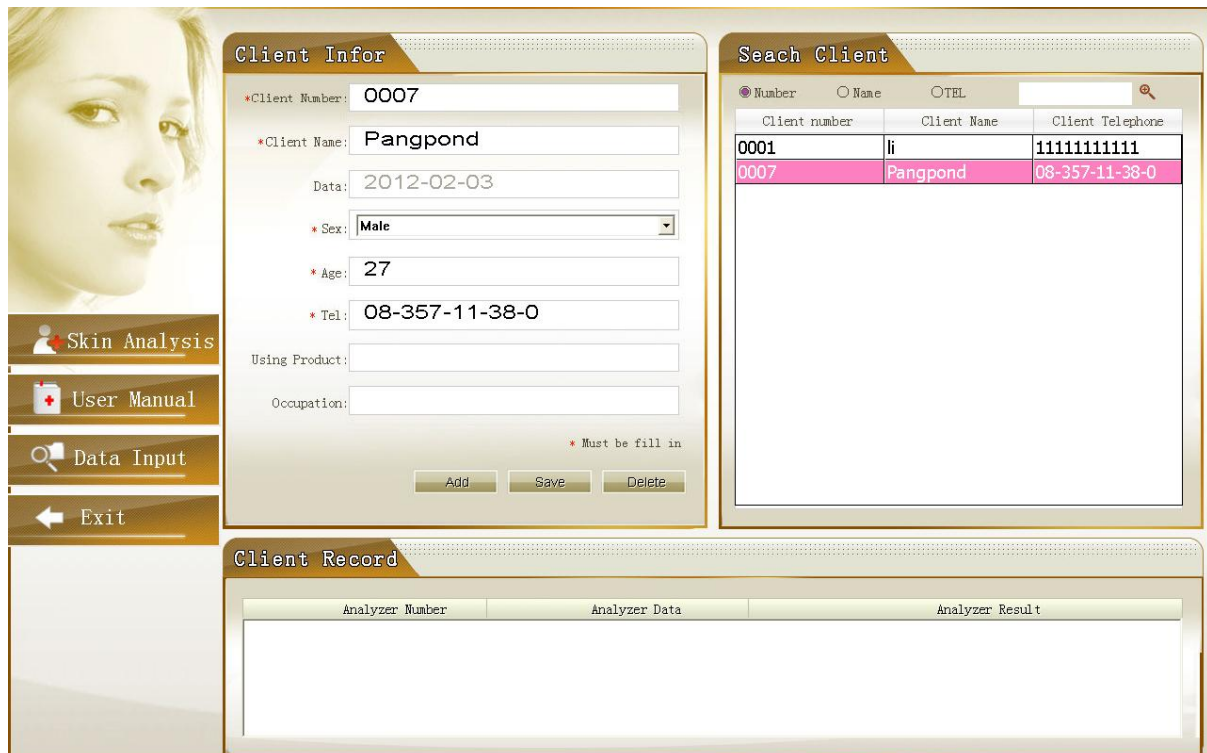 Client Infor
*Client Number: 0007
*Client Name: Pangpond
Data: 2012-02-03
* Sex: Male
* Age: 27
* Tel: 08-357-11-38-0
Using Product:
Occupation:
* Must be fill in
Add Save Delete
Seach Client
Number Name TEL
Client number Client Name Client Telephone
0001 li 11111111111
0007 Pangpond 08-357-11-38-0
Skin Analysis
User Manual
Data Input
Exit
Client Record
Analyzer Number Analyzer Data Analyzer Result